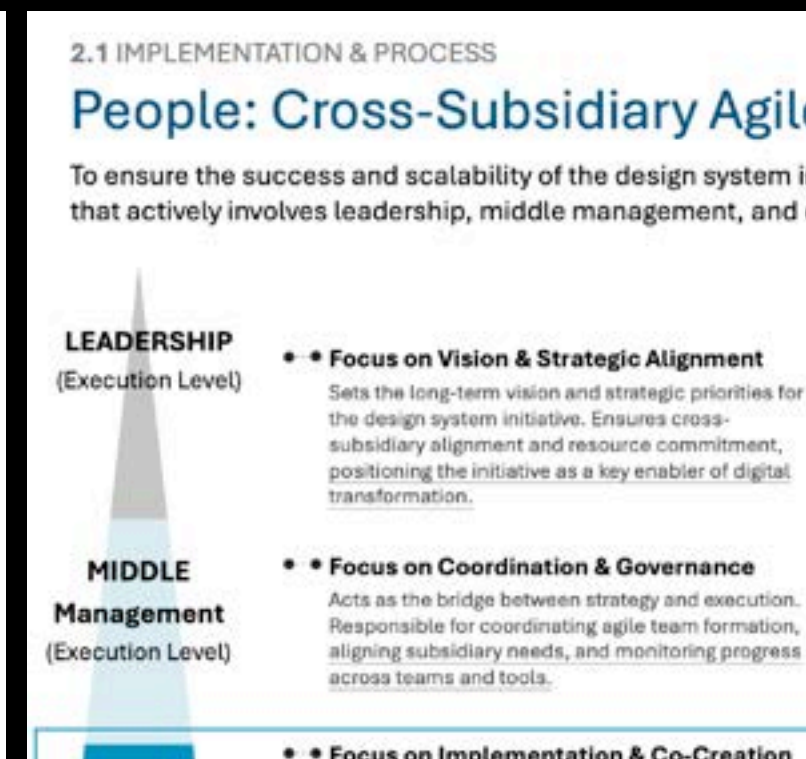 2.1 IMPLEMENTATION & PROCESS
People: Cross-Subsidiary Agil
To ensure the success and scalability of the design system
that actively involves leadership, middle management, and
LEADERSHIP
(Execution Level)
Focus on Vision & Strategic Alignment
Sets the long-term vision and strategic priorities for
the design system initiative. Ensures cross-
subsidiary alignment and resource commitment,
positioning the initiative as a key enabler of digital
transformation.
MIDDLE
Management
(Execution Level)
Focus on Coordination & Governance
Acts as the bridge between strategy and execution.
Responsible for coordinating agile team formation,
aligning subsidiary needs, and monitoring progress
across teams and tools.
Focus on Implementation & Co-Creation